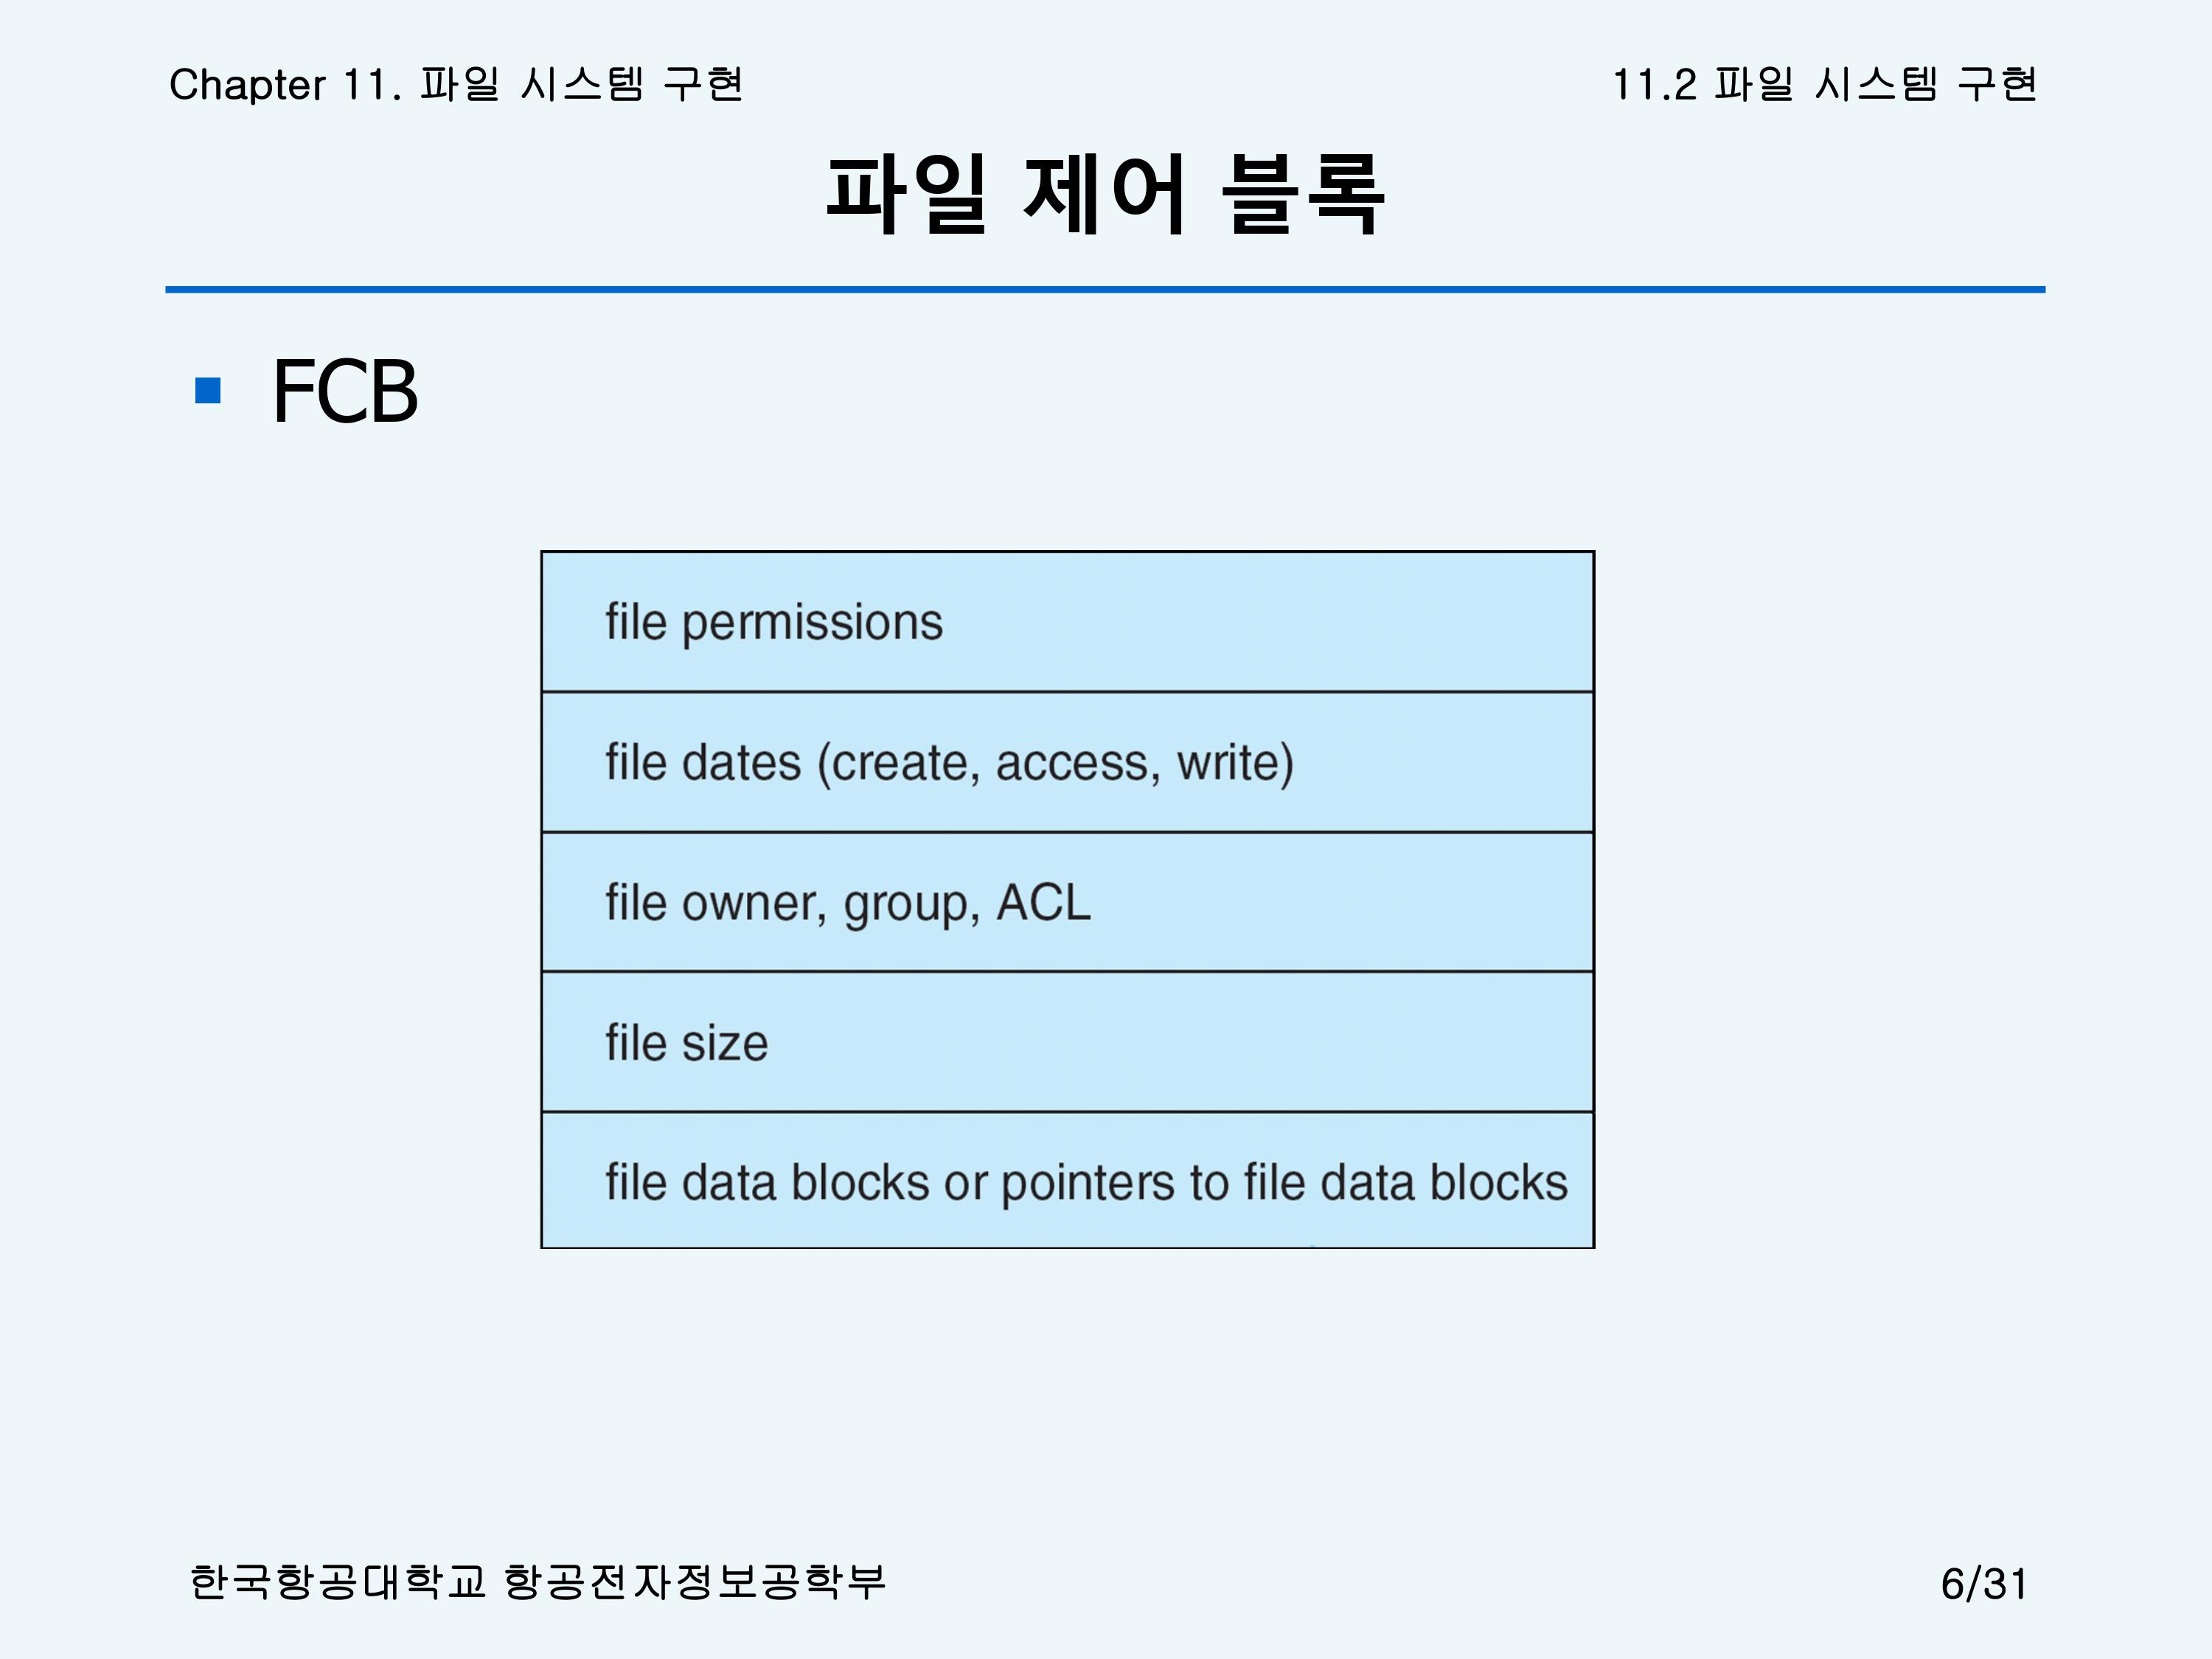 Chapter 11. 파일 시스템 구현
11.2 파일 시스템 구현
파일 제어 블록
FCB
file permissions
file dates (create, access, write)
file owner, group, ACL
file size
file data blocks or pointers to file data blocks
한국항공대학교 항공전자정보공학부
6/31